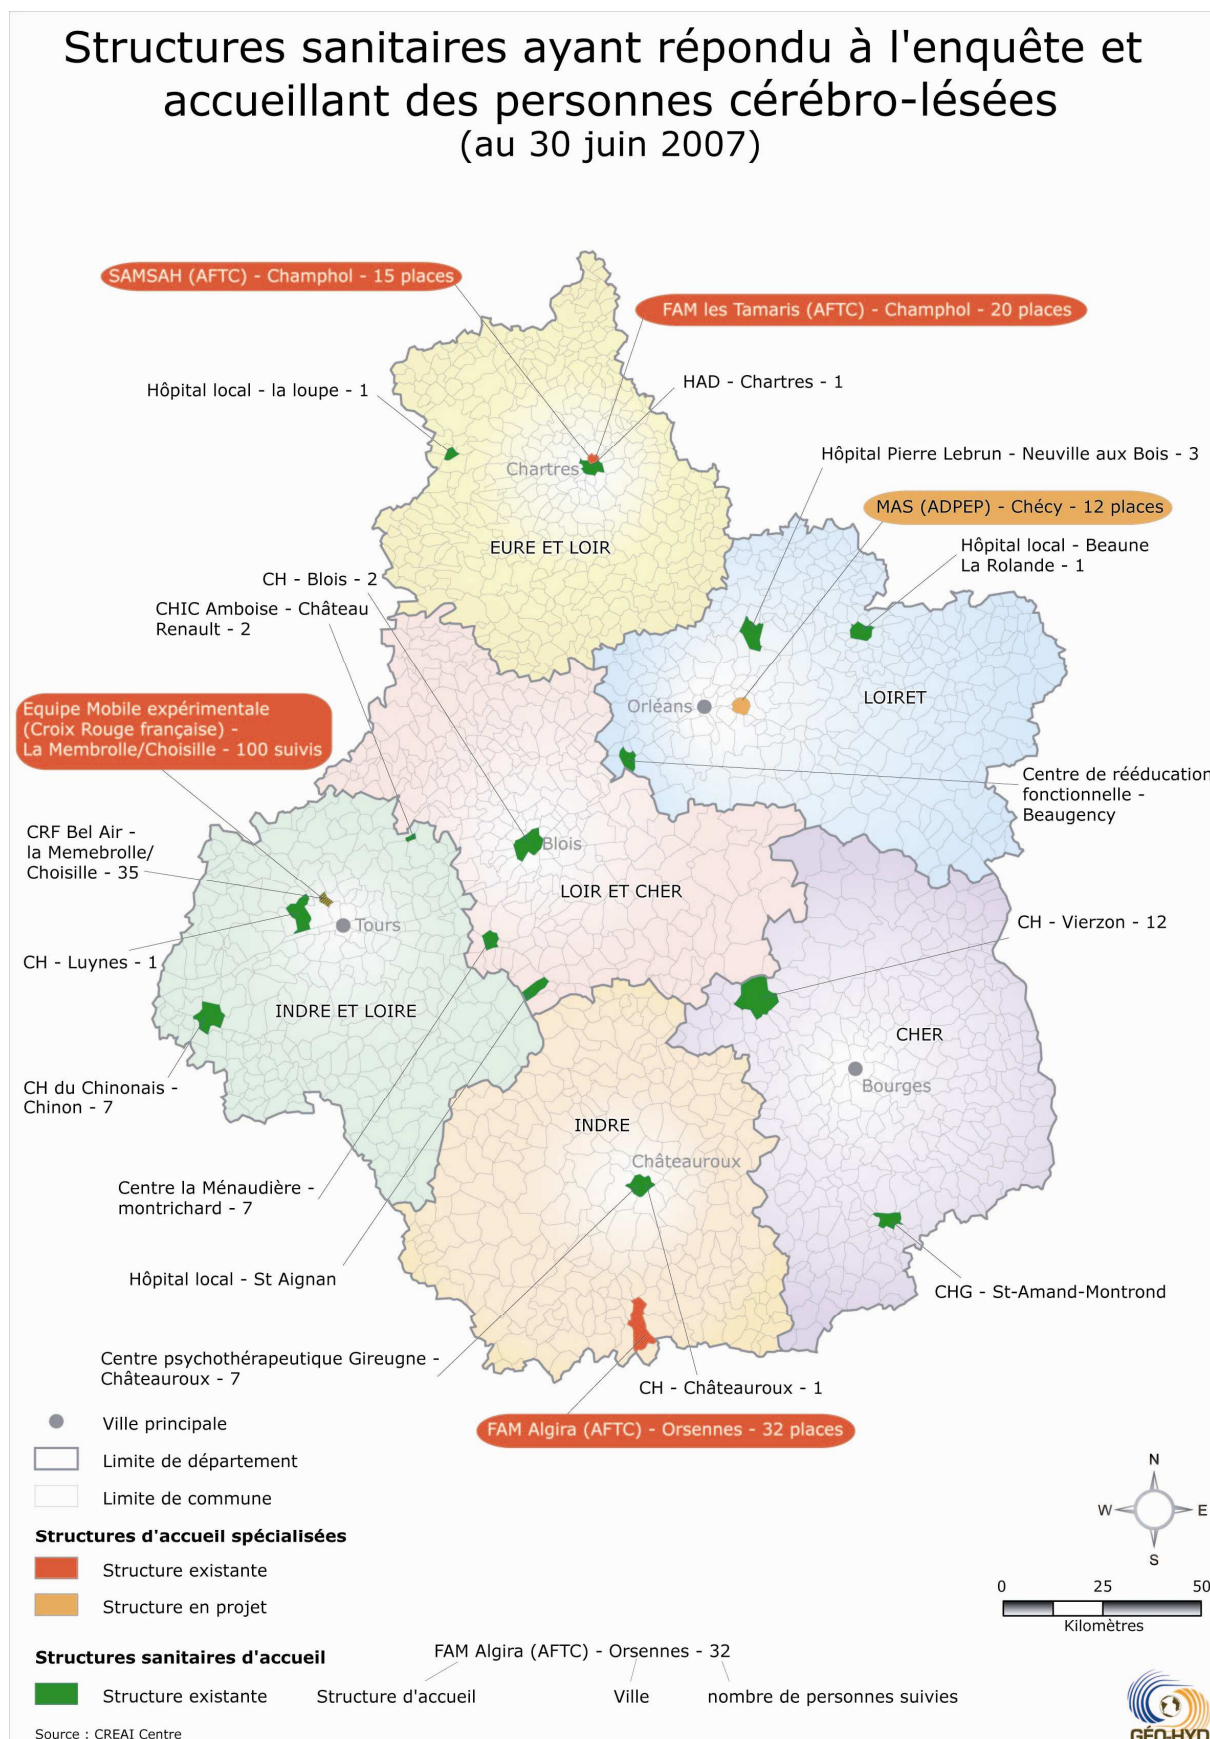 Structures sanitaires ayant répondu à l'enquête et
accueillant des personnes cérébro-lésées
(au 30 juin 2007)
SAMSAH (AFTC) - Champhol - 15 places
FAM les Tamaris (AFTC) - Champhol - 20 places
Hôpital local - la loupe - 1
HAD - Chartres - 1
Chartres
Hôpital Pierre Lebrun - Neuville aux Bois - 3
MAS (ADPEP) - Chécy - 12 places
EURE ET LOIR
Hôpital local - Beaune
La Rolande - 1
CH - Blois - 2
CHIC Amboise - Château
Renault - 2
LOIRET
Orléans
Equipe Mobile expérimentale
(Croix Rouge française) -
La Membrolle/Choisille - 100 suivis
Centre de rééducation
fonctionnelle -
Beaugency
CRF Bel Air -
la Memebrolle/
Choisille - 35
Blois
LOIR ET CHER
CH - Vierzon - 12
Tours
CH - Luynes - 1
INDRE ET LOIRE
CHER
CH du Chinonais -
Chinon - 7
Bourges
INDRE
Châteauroux
Centre la Ménaudière -
montrichard - 7
Hôpital local - St Aignan
CHG - St-Amand-Montrond
Centre psychothérapeutique Gireugne -
Châteauroux - 7
CH - Châteauroux - 1
FAM Algira (AFTC) - Orsennes - 32 places
Ville principale
Limite de département
Limite de commune
Structures d'accueil spécialisées
Structure existante
Structure en projet
N
W
E
S
0 25 50
Kilomètres
Structures sanitaires d'accueil
FAM Algira (AFTC) - Orsennes - 32
Structure existante
Structure d'accueil
Ville
nombre de personnes suivies
Source : CREAI Centre
GÉO-HYD